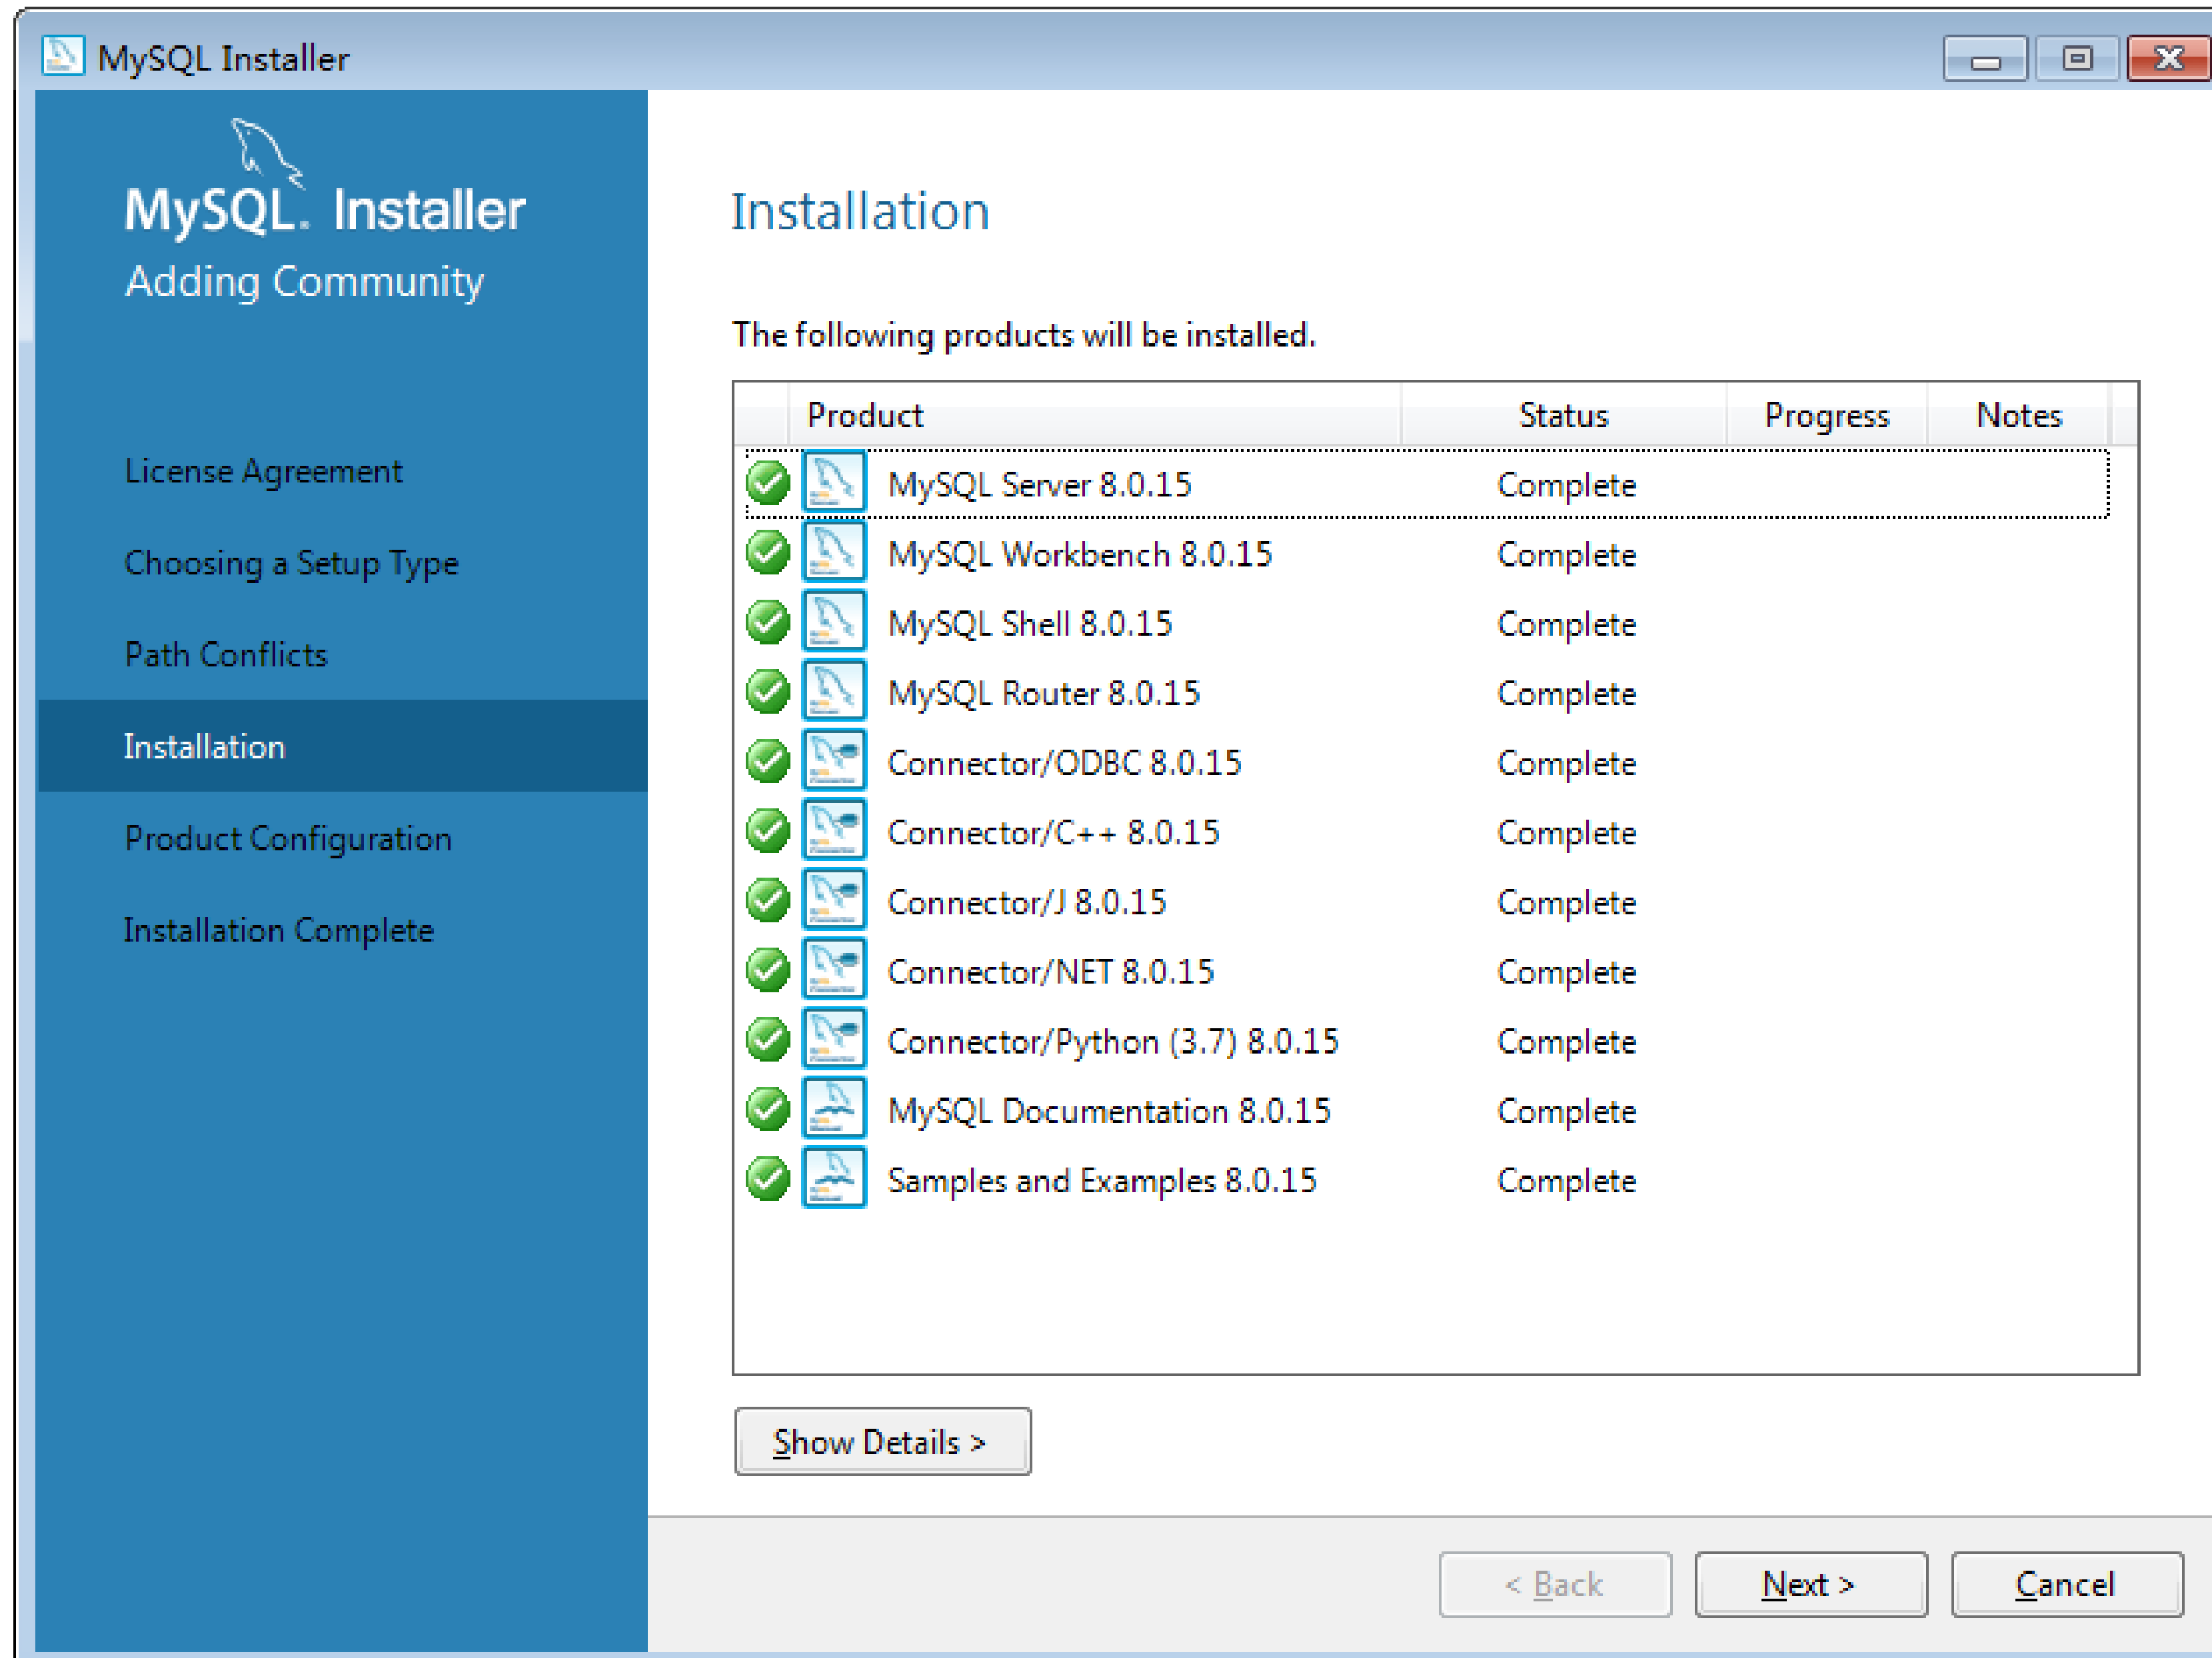 MySQL Installer
MySQL. Installer
Adding Community
License Agreement
Choosing a Setup Type
Path Conflicts
Installation
Product Configuration
Installation Complete
Installation
The following products will be installed.
Product Status Progress Notes
MySQL Server 8.0.15 Complete
MySQL Workbench 8.0.15 Complete
MySQL Shell 8.0.15 Complete
MySQL Router 8.0.15 Complete
Connector/ODBC 8.0.15 Complete
Connector/C++ 8.0.15 Complete
Connector/J 8.0.15 Complete
Connector/NET 8.0.15 Complete
Connector/Python (3.7) 8.0.15 Complete
MySQL Documentation 8.0.15 Complete
Samples and Examples 8.0.15 Complete
Show Details >
< Back Next > Cancel